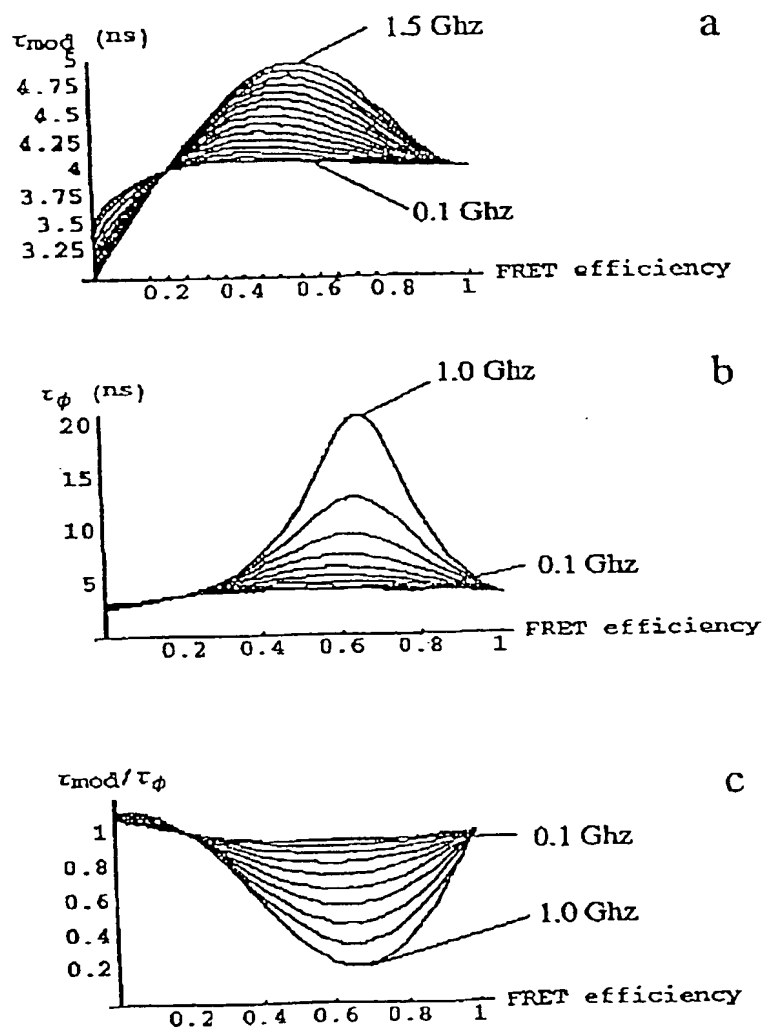 a
τmod (ns)
1.5 Ghz
5
4.75
4.5
4.25
4
3.75
3.5
3.25
0.1 Ghz
0.2 0.4 0.6 0.8 1
FRET efficiency
b
τϕ (ns)
1.0 Ghz
20
15
10
5
0.1 Ghz
0.2 0.4 0.6 0.8 1
FRET efficiency
c
τmod/τϕ
1
0.8
0.6
0.4
0.2
0.1 Ghz
1.0 Ghz
0.2 0.4 0.6 0.8 1
FRET efficiency